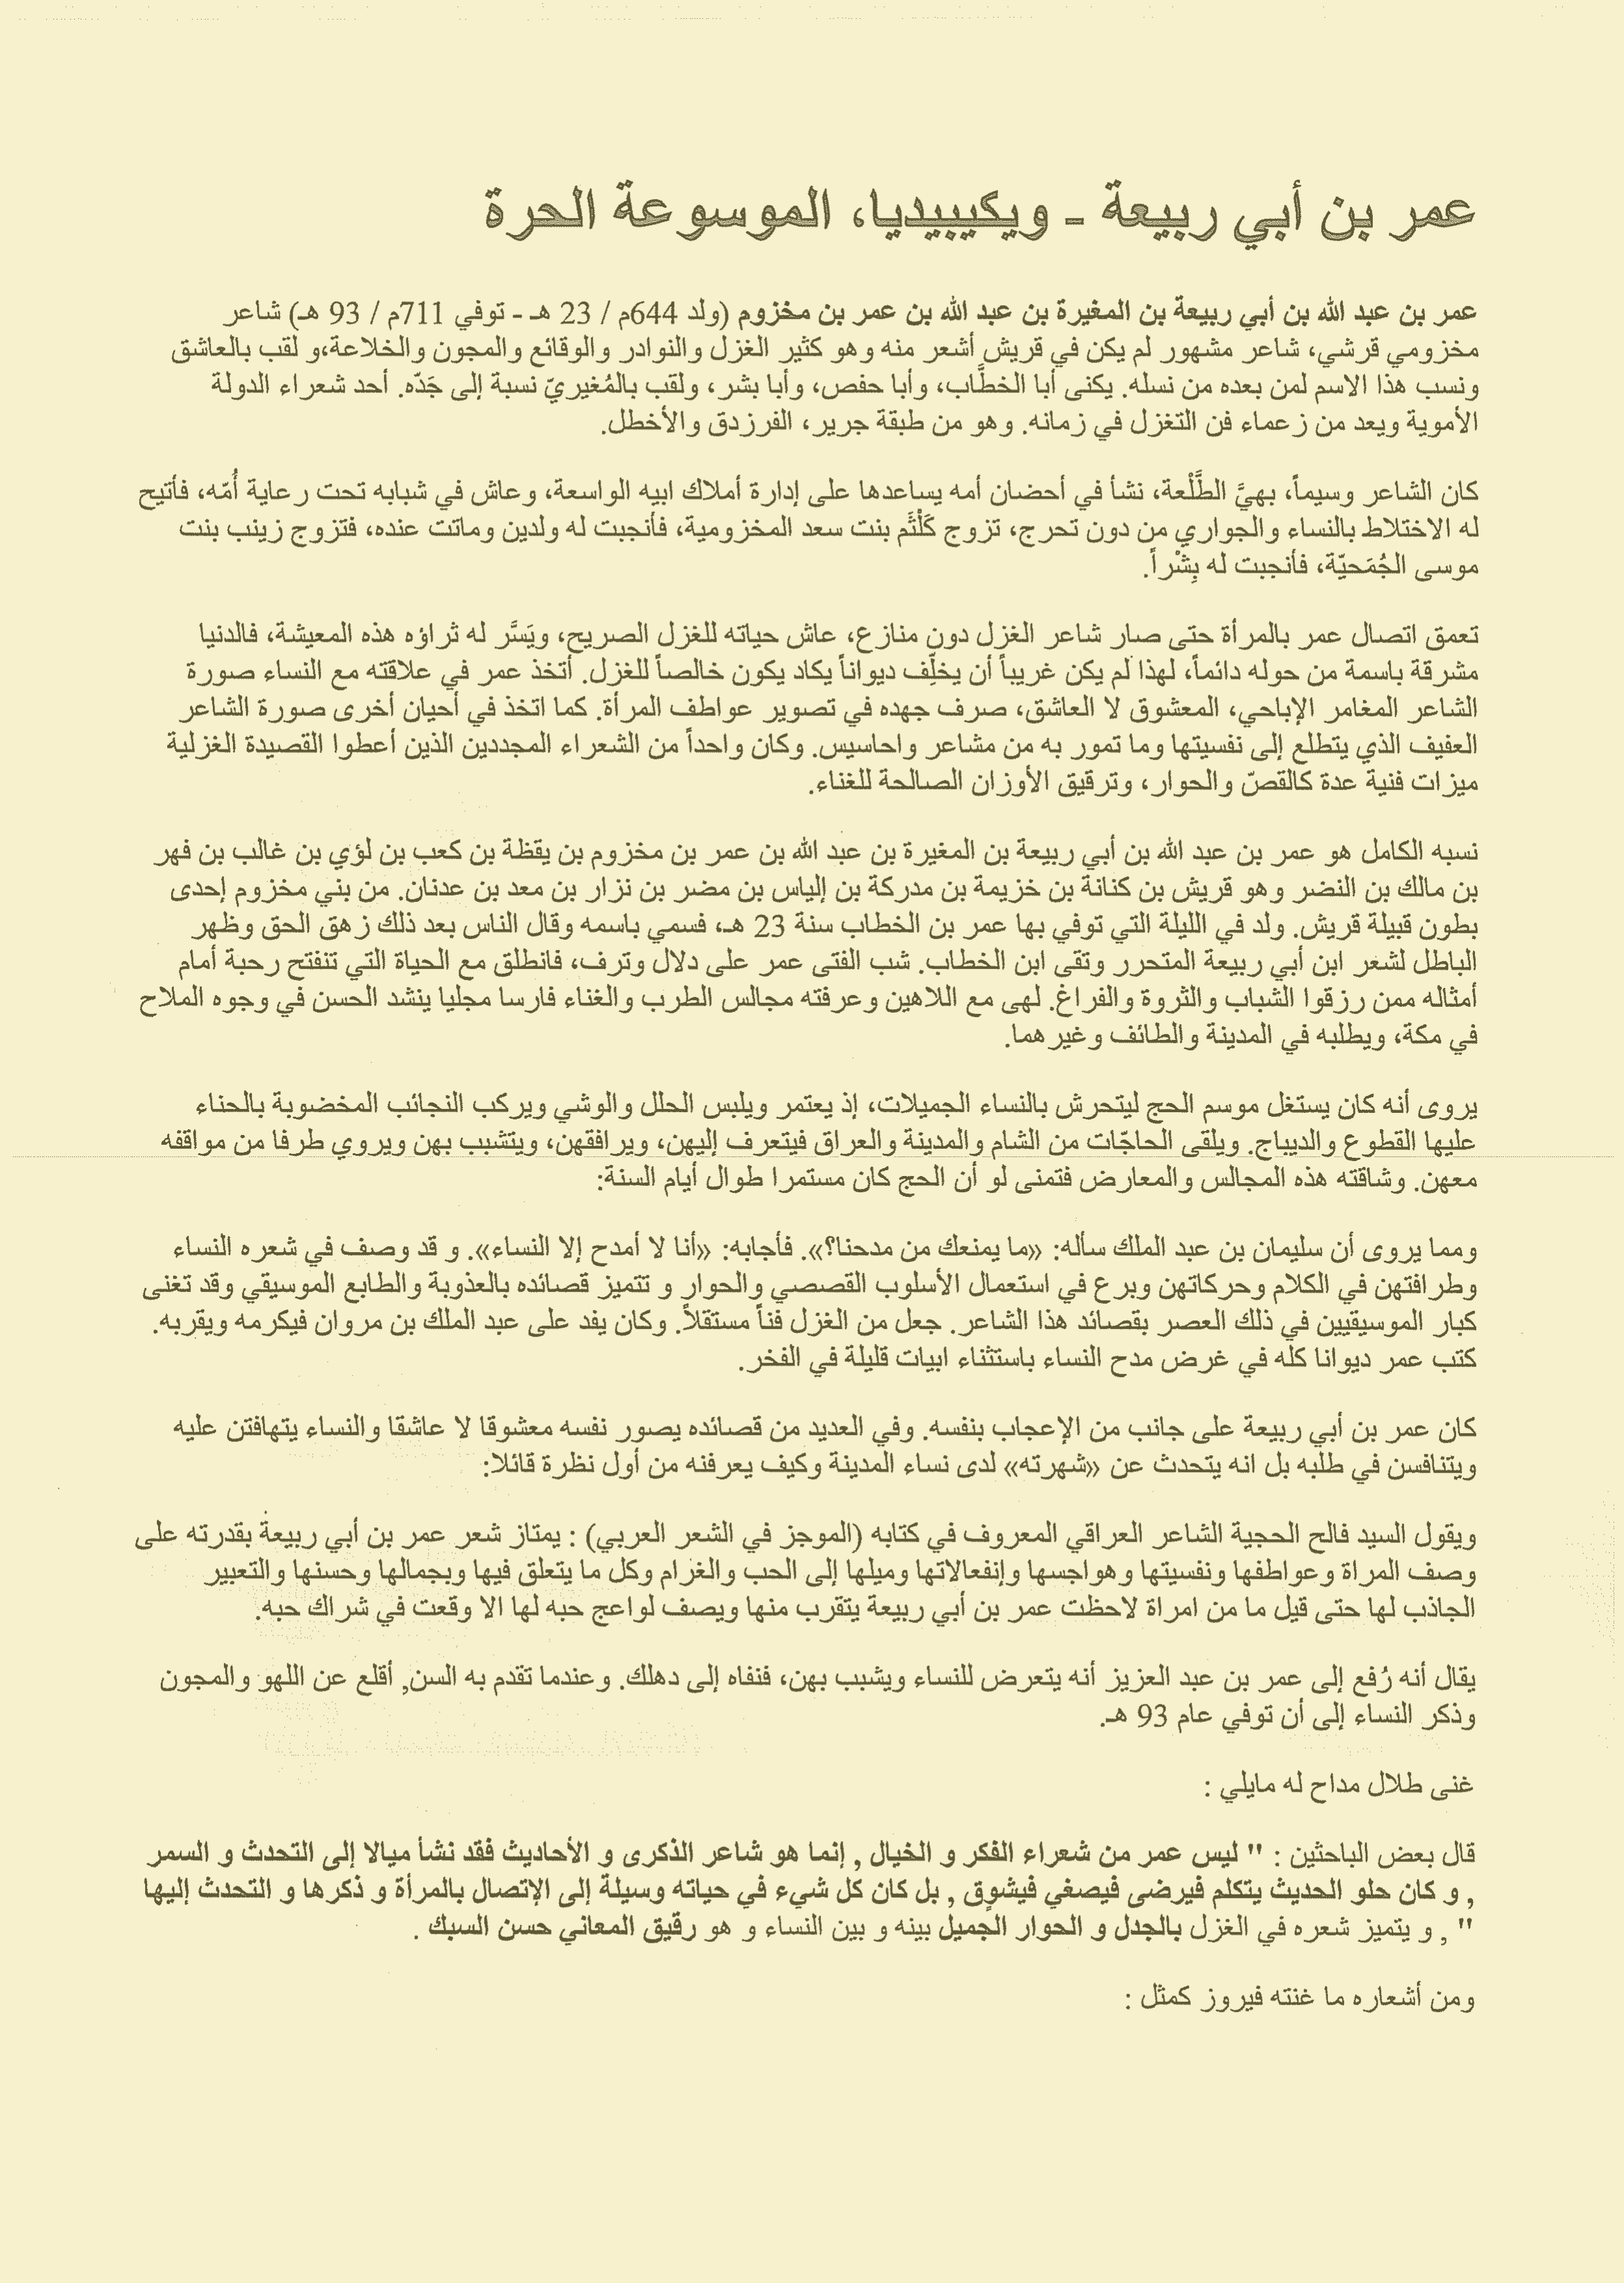 عمر بن أبي ربيعة - ويكيبيديا، الموسوعة الحرة
عمر بن عبد الله بن أبي ربيعة بن المغيرة بن عبد الله بن عمر بن مخزوم (ولد 644م / 23 هـ - توفي 711م / 93 هـ) شاعر
مخزومي قرشي، شاعر مشهور لم يكن في قريش أشعر منه وهو كثير الغزل والنوادر والوقائع والمجون والخلاعة،و لقب بالعاشق
ونسب هذا الاسم لمن بعده من نسله. يكنى أبا الخطَّاب، وأبا حفص، وأبا بشر، ولقب بالمُغيريّ نسبة إلى جَدّه. أحد شعراء الدولة
الأموية ويعد من زعماء فن التغزل في زمانه. وهو من طبقة جرير، الفرزدق والأخطل.
كان الشاعر وسيماً، بهيَّ الطَّلْعة، نشأ في أحضان أمه يساعدها على إدارة أملاك ابيه الواسعة، وعاش في شبابه تحت رعاية أُمّه، فأتيح
له الاختلاط بالنساء والجواري من دون تحرج، تزوج كَلْثَم بنت سعد المخزومية، فأنجبت له ولدين وماتت عنده، فتزوج زينب بنت
موسى الجُمَحيّة، فأنجبت له بِشْراً.
تعمق اتصال عمر بالمرأة حتى صار شاعر الغزل دون منازع، عاش حياته للغزل الصريح، ويَسَّر له ثراؤه هذه المعيشة، فالدنيا
مشرقة باسمة من حوله دائماً، لهذا لم يكن غريباً أن يخلِّف ديواناً يكاد يكون خالصاً للغزل. أتخذ عمر في علاقته مع النساء صورة
الشاعر المغامر الإباحي، المعشوق لا العاشق، صرف جهده في تصوير عواطف المرأة. كما اتخذ في أحيان أخرى صورة الشاعر
العفيف الذي يتطلع إلى نفسيتها وما تمور به من مشاعر واحاسيس. وكان واحداً من الشعراء المجددين الذين أعطوا القصيدة الغزلية
ميزات فنية عدة كالقصّ والحوار، وترقيق الأوزان الصالحة للغناء.
نسبه الكامل هو عمر بن عبد الله بن أبي ربيعة بن المغيرة بن عبد الله بن عمر بن مخزوم بن يقظة بن كعب بن لؤي بن غالب بن فهر
بن مالك بن النضر وهو قريش بن كنانة بن خزيمة بن مدركة بن إلياس بن مضر بن نزار بن معد بن عدنان. من بني مخزوم إحدى
بطون قبيلة قريش. ولد في الليلة التي توفي بها عمر بن الخطاب سنة 23 هـ، فسمي باسمه وقال الناس بعد ذلك زهق الحق وظهر
الباطل لشعر ابن أبي ربيعة المتحرر وتقى ابن الخطاب. شب الفتى عمر على دلال وترف، فانطلق مع الحياة التي تنفتح رحبة أمام
أمثاله ممن رزقوا الشباب والثروة والفراغ. لهى مع اللاهين وعرفته مجالس الطرب والغناء فارسا مجليا ينشد الحسن في وجوه الملاح
في مكة، ويطلبه في المدينة والطائف وغيرهما.
يروى أنه كان يستغل موسم الحج ليتحرش بالنساء الجميلات، إذ يعتمر ويلبس الحلل والوشي ويركب النجائب المخضوبة بالحناء
عليها القطوع والديباج. ويلقى الحاجّات من الشام والمدينة والعراق فيتعرف إليهن، ويرافقهن، ويتشبب بهن ويروي طرفا من مواقفه
معهن. وشاقته هذه المجالس والمعارض فتمنى لو أن الحج كان مستمرا طوال أيام السنة:
ومما يروى أن سليمان بن عبد الملك سأله: «ما يمنعك من مدحنا؟». فأجابه: «أنا لا أمدح إلا النساء». و قد وصف في شعره النساء
وطرافتهن في الكلام وحركاتهن وبرع في استعمال الأسلوب القصصي والحوار و تتميز قصائده بالعذوبة والطابع الموسيقي وقد تغنى
كبار الموسيقيين في ذلك العصر بقصائد هذا الشاعر. جعل من الغزل فناً مستقلاً. وكان يفد على عبد الملك بن مروان فيكرمه ويقربه.
كتب عمر ديوانا كله في غرض مدح النساء باستثناء ابيات قليلة في الفخر.
كان عمر بن أبي ربيعة على جانب من الإعجاب بنفسه. وفي العديد من قصائده يصور نفسه معشوقا لا عاشقا والنساء يتهافتن عليه
ويتنافسن في طلبه بل انه يتحدث عن «شهرته» لدى نساء المدينة وكيف يعرفنه من أول نظرة قائلا:
ويقول السيد فالح الحجية الشاعر العراقي المعروف في كتابه (الموجز في الشعر العربي) : يمتاز شعر عمر بن أبي ربيعة بقدرته على
وصف المراة وعواطفها ونفسيتها وهواجسها وإنفعالاتها وميلها إلى الحب والغرام وكل ما يتعلق فيها وبجمالها وحسنها والتعبير
الجاذب لها حتى قيل ما من امراة لاحظت عمر بن أبي ربيعة يتقرب منها ويصف لواعج حبه لها الا وقعت في شراك حبه.
يقال أنه رُفع إلى عمر بن عبد العزيز أنه يتعرض للنساء ويشبب بهن، فنفاه إلى دهلك. وعندما تقدم به السن, أقلع عن اللهو والمجون
وذكر النساء إلى أن توفي عام 93 هـ.
غنى طلال مداح له مايلي :
قال بعض الباحثين : " ليس عمر من شعراء الفكر و الخيال , إنما هو شاعر الذكرى و الأحاديث فقد نشأ ميالا إلى التحدث و السمر
, و كان حلو الحديث يتكلم فيرضى فيصغي فيشوق , بل كان كل شيء في حياته وسيلة إلى الإتصال بالمرأة و ذكرها و التحدث إليها
" , و يتميز شعره في الغزل بالجدل و الحوار الجميل بينه و بين النساء و هو رقيق المعاني حسن السبك .
ومن أشعاره ما غنته فيروز كمثل :